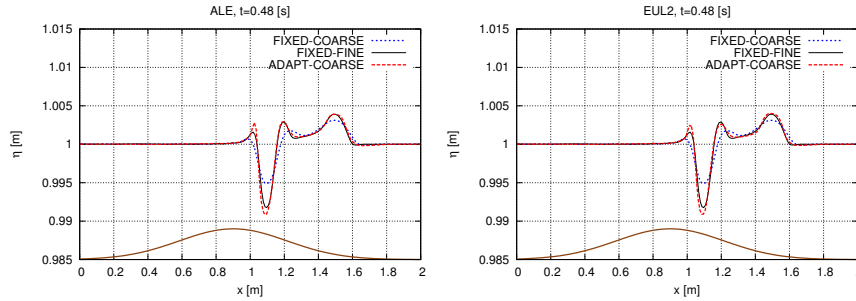 ALE, t=0.48 [s]
FIXED-COARSE
FIXED-FINE
ADAPT-COARSE
1.015
1.01
1.005
1
0.995
0.99
0.985
η [m]
0 0.2 0.4 0.6 0.8 1 1.2 1.4 1.6 1.8 2
x [m]
EUL2, t=0.48 [s]
FIXED-COARSE
FIXED-FINE
ADAPT-COARSE
1.015
1.01
1.005
1
0.995
0.99
0.985
η [m]
0 0.2 0.4 0.6 0.8 1 1.2 1.4 1.6 1.8 2
x [m]